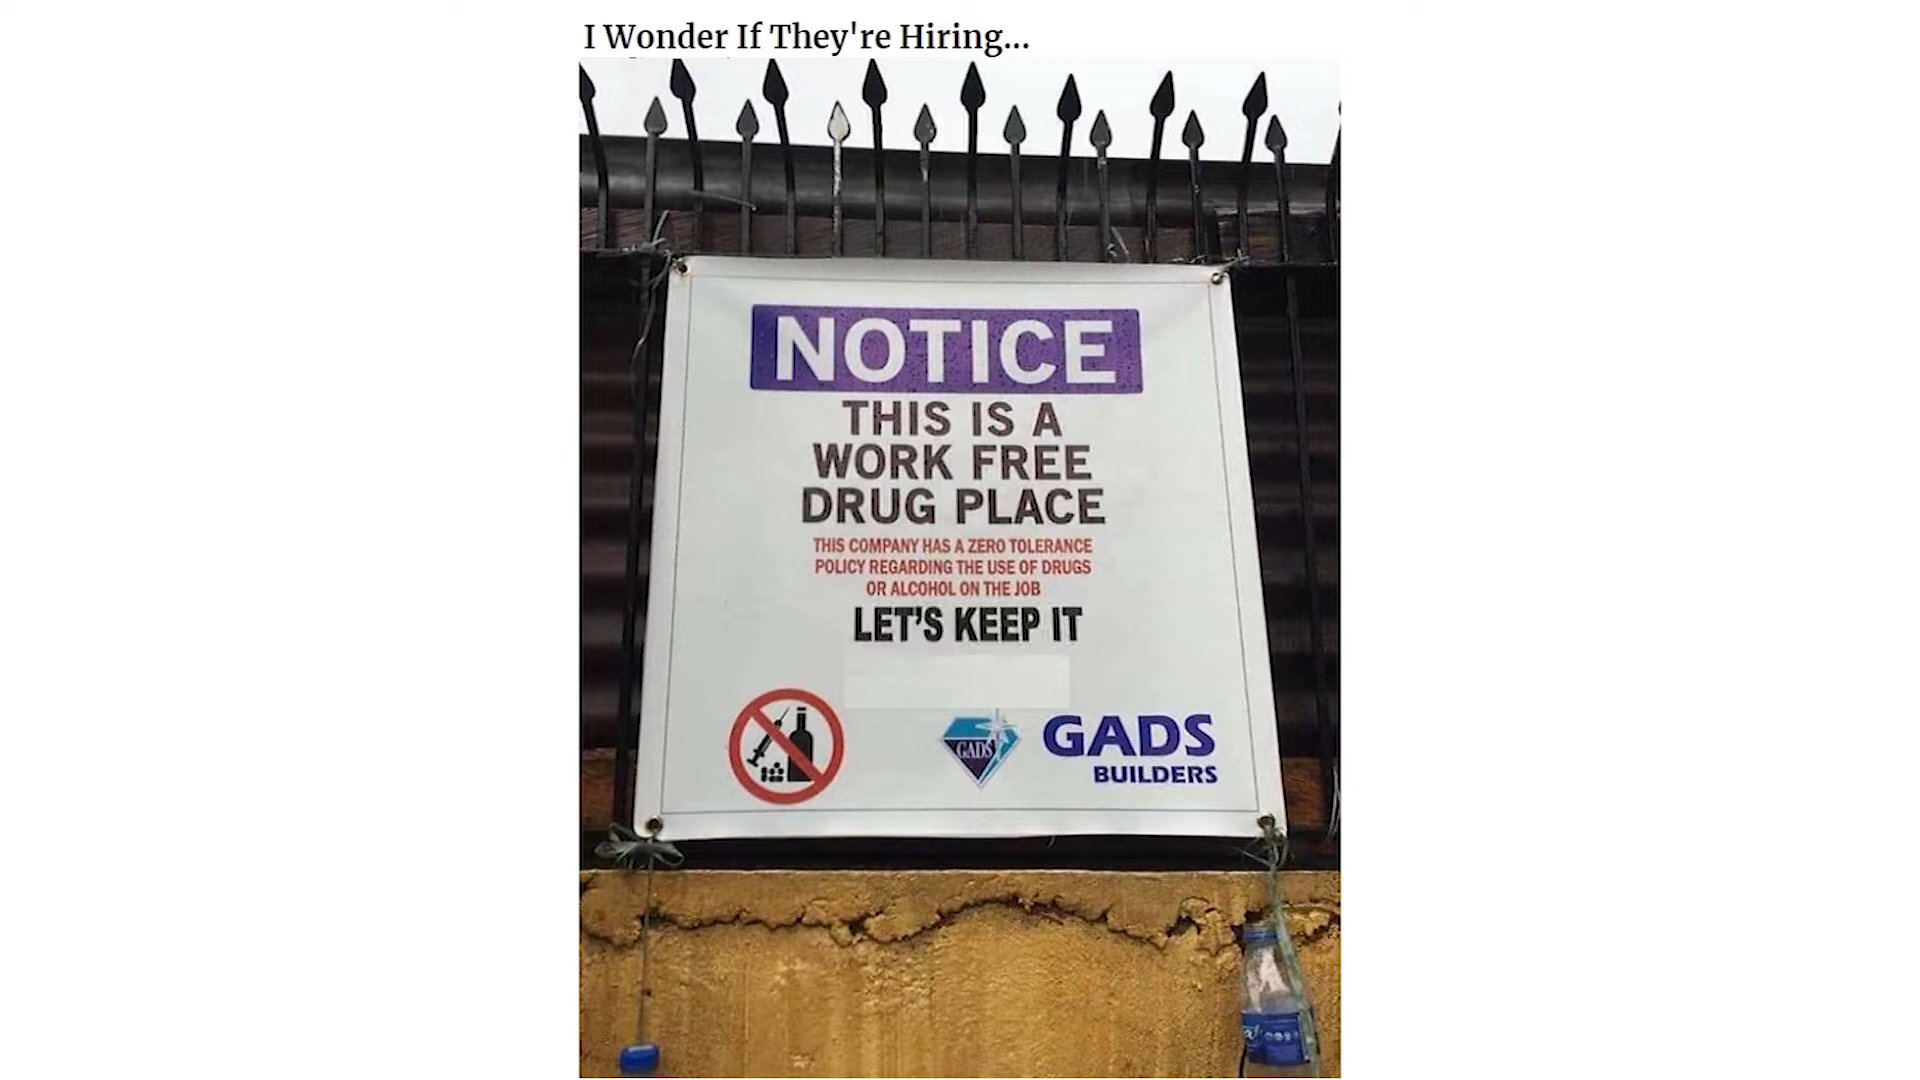 I Wonder If They're Hiring...
NOTICE
THIS IS A
WORK FREE
DRUG PLACE
THIS COMPANY HAS A ZERO TOLERANCE
POLICY REGARDING THE USE OF DRUGS
OR ALCOHOL ON THE JOB
LET'S KEEP IT
GADS
GADS
BUILDERS